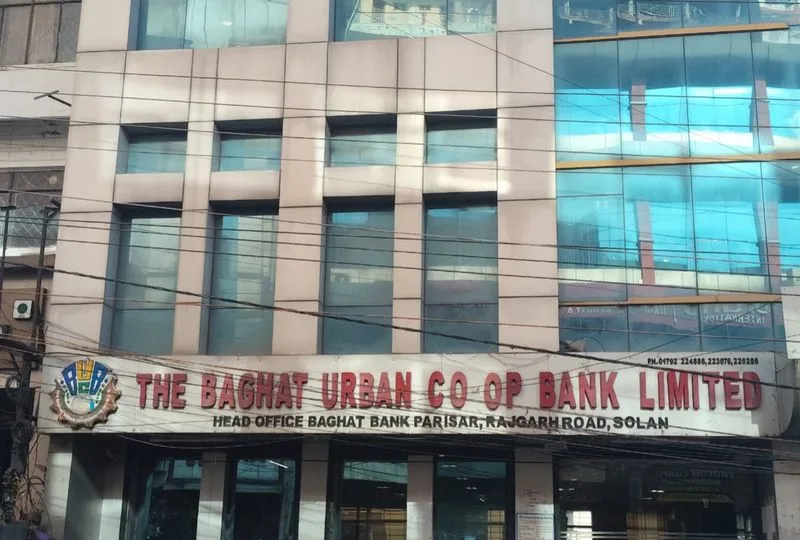 PH.-01792 224886,223076,226286
THE BAGHAT URBAN CO OP BANK LIMITED
HEAD OFFICE BAGHAT BANK PARISAR, RAJGARH ROAD, SOLAN